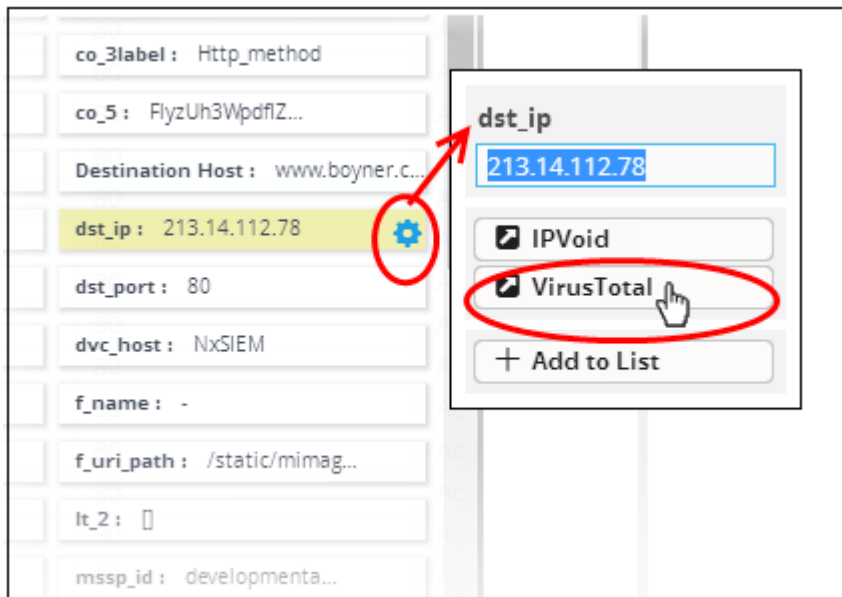 co_3label : Http_method
co_5 : FlyzUh3WpdflZ...
Destination Host : www.boyner.c...
dst_ip : 213.14.112.78
dst_port : 80
dvc_host : NxSIEM
f_name : -
f_uri_path : /static/mimag...
lt_2 : []
mssp_id : developmenta...
dst_ip
213.14.112.78
IPVoid
VirusTotal
+ Add to List